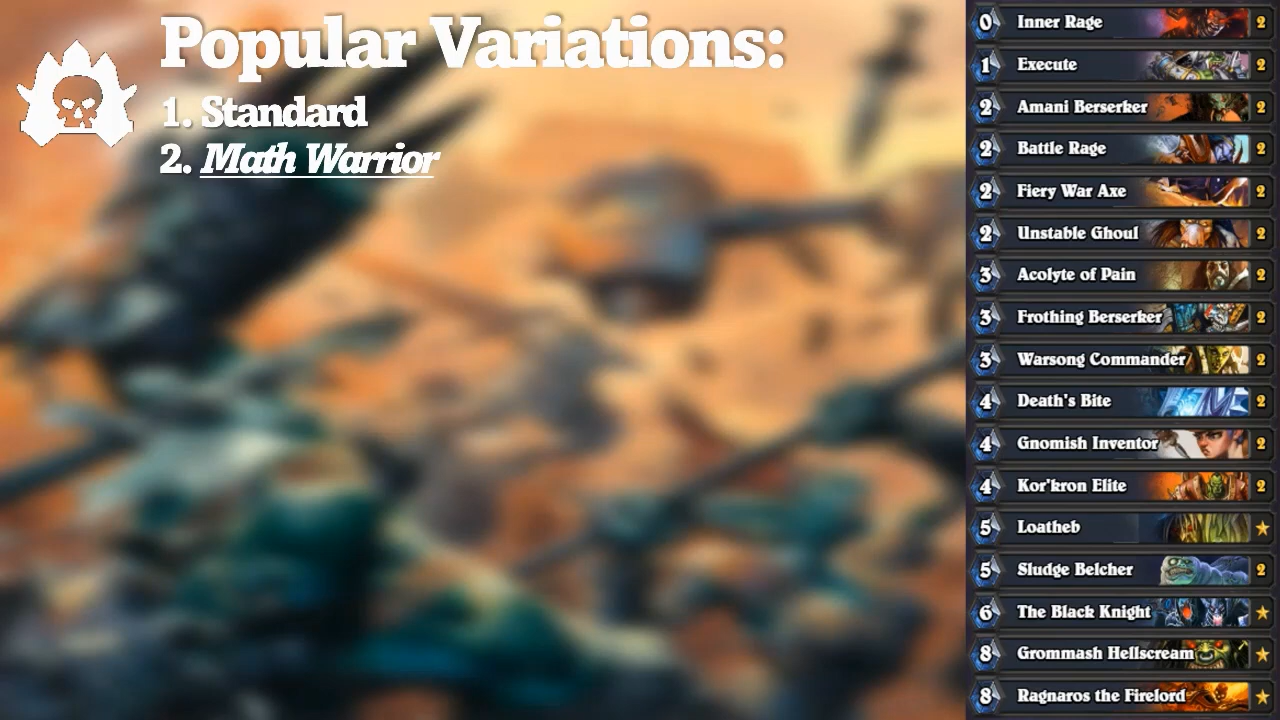 Popular Variations:
1. Standard
2. Math Warrior
0 Inner Rage 2
1 Execute 2
2 Amani Berserker 2
2 Battle Rage 2
2 Fiery War Axe 2
2 Unstable Ghoul 2
3 Acolyte of Pain 2
3 Frothing Berserker 2
3 Warsong Commander 2
4 Death's Bite 2
4 Gnomish Inventor 2
4 Kor'kron Elite 2
5 Loatheb
5 Sludge Belcher 2
6 The Black Knight
8 Grommash Hellscream
8 Ragnaros the Firelord